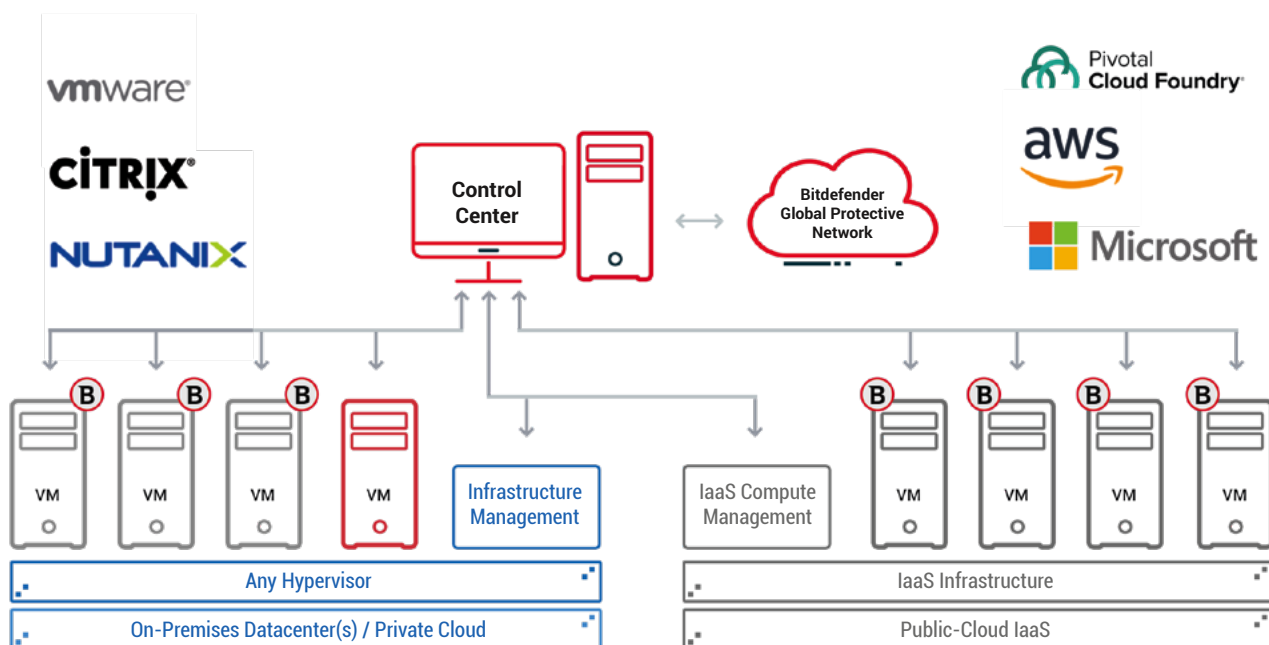 vmware®
CİTRIX®
NUTANIX
Control
Center
Bitdefender
Global Protective
Network
Pivotal
Cloud Foundry
aws
Microsoft
B
B
B
B
B
B
B
VM
VM
VM
VM
Infrastructure
Management
IaaS Compute
Management
VM
VM
VM
VM
Any Hypervisor
IaaS Infrastructure
On-Premises Datacenter(s) / Private Cloud
Public-Cloud IaaS